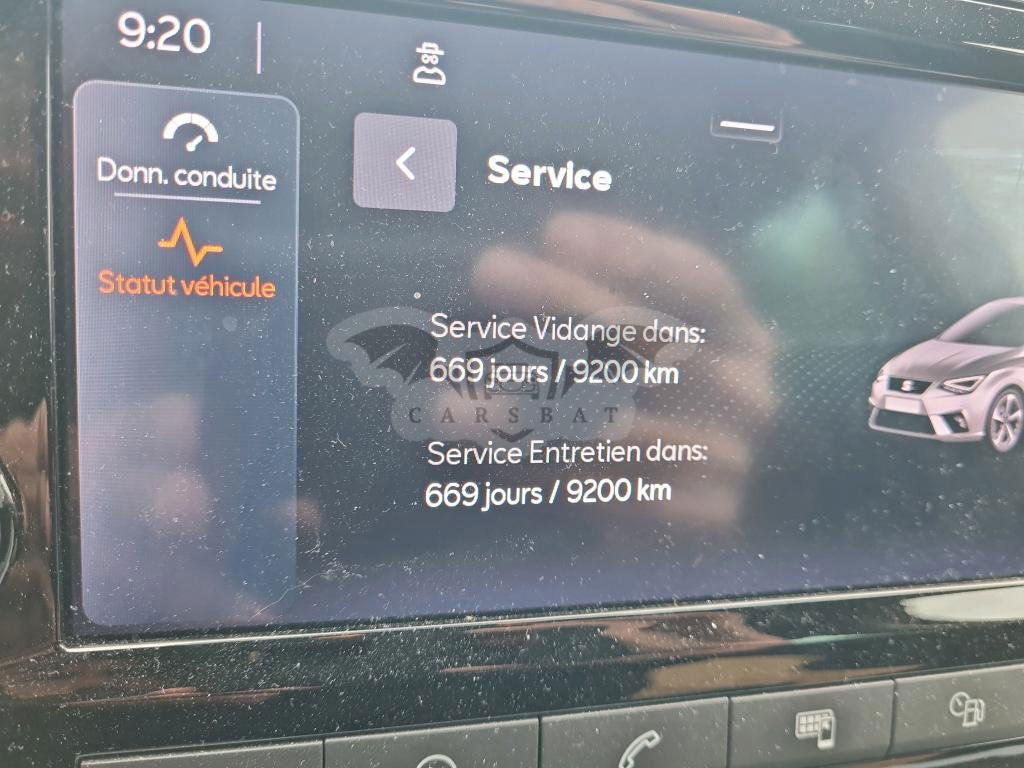 9:20
Donn. conduite
Statut véhicule
Service
Service Vidange dans:
669 jours / 9200 km
CARSBAT
Service Entretien dans:
669 jours / 9200 km